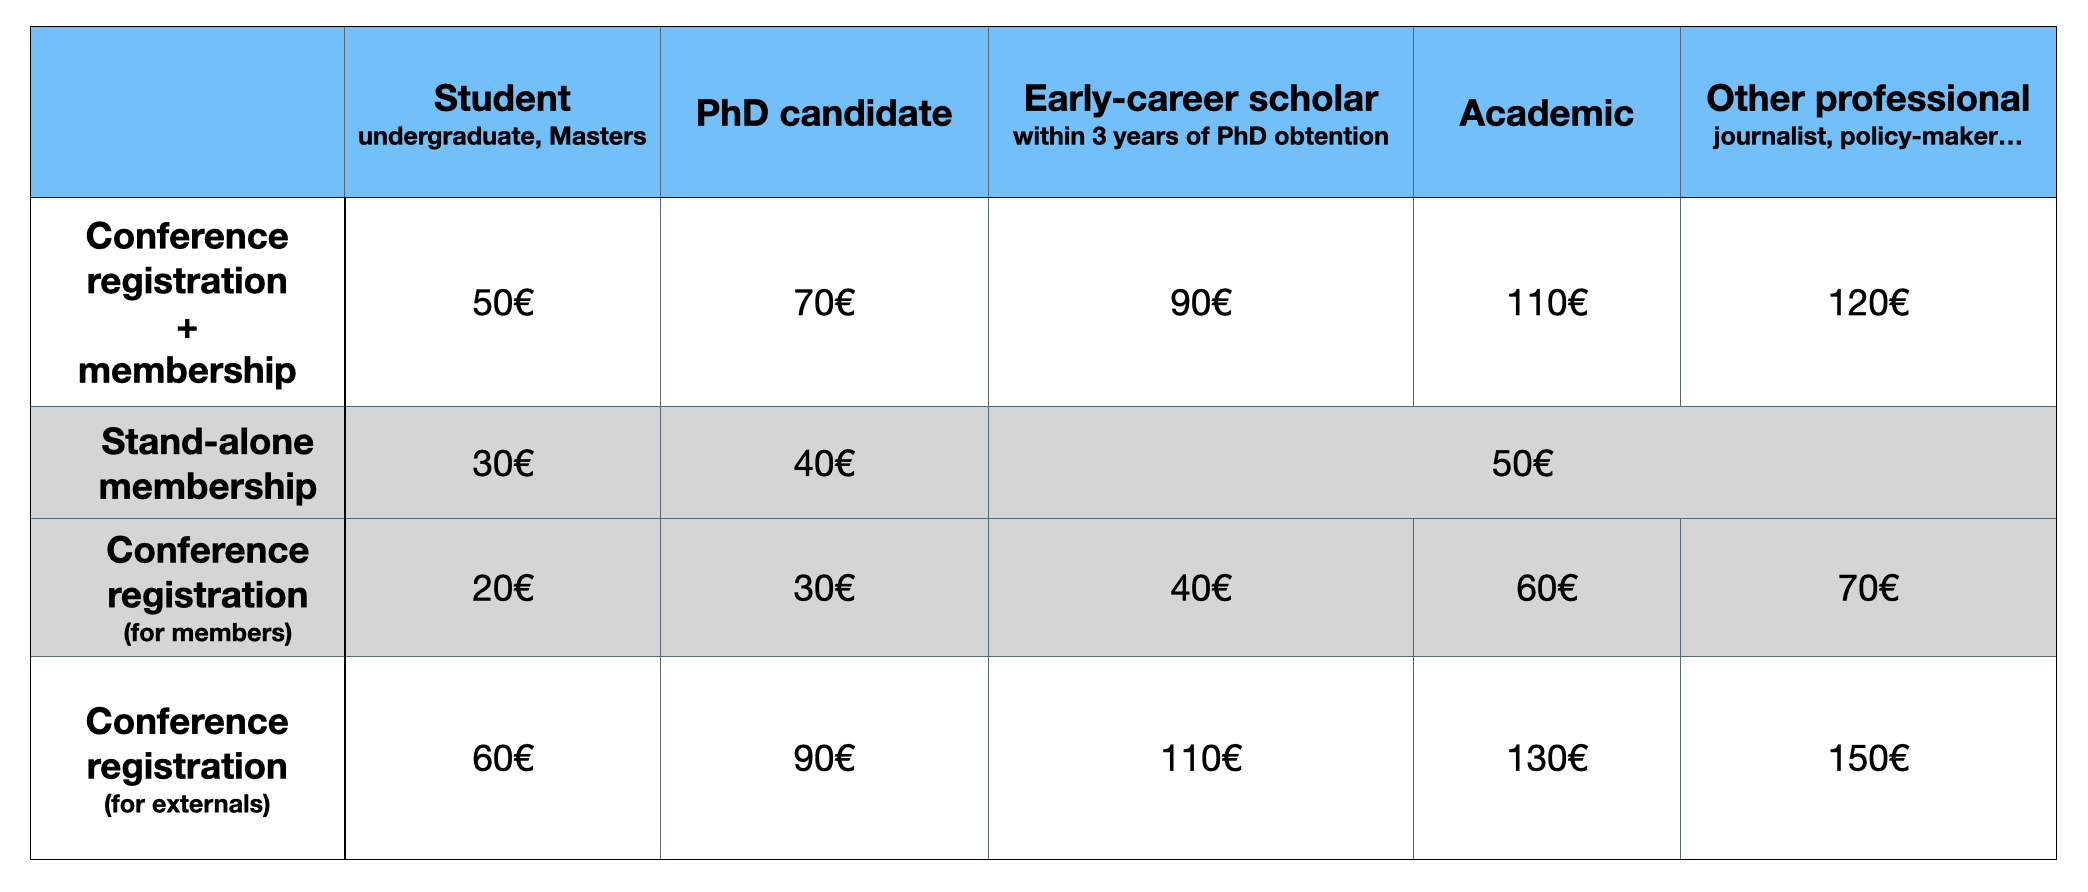 Student
undergraduate, Masters
PhD candidate
Early-career scholar
within 3 years of PhD obtention
Academic
Other professional
journalist, policy-maker…
Conference
registration
+
membership
50€
70€
90€
110€
120€
Stand-alone
membership
30€
40€
50€
Conference
registration
(for members)
20€
30€
40€
60€
70€
Conference
registration
(for externals)
60€
90€
110€
130€
150€